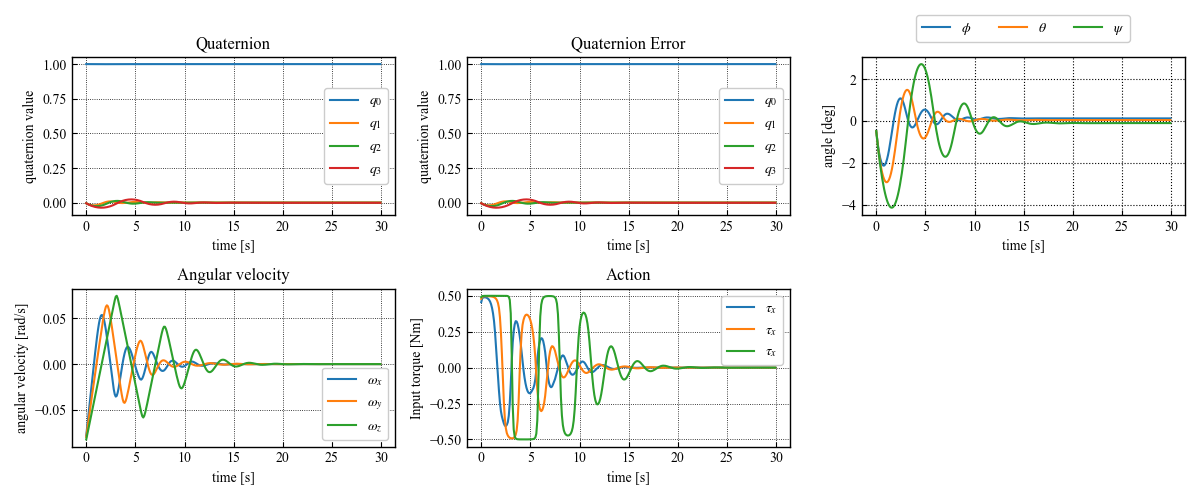 ϕ θ ψ
Quaternion
quaternion value
1.00
0.75
0.50
0.25
0.00
q0
q1
q2
q3
0 5 10 15 20 25 30
time [s]
Quaternion Error
quaternion value
1.00
0.75
0.50
0.25
0.00
q0
q1
q2
q3
0 5 10 15 20 25 30
time [s]
angle [deg]
2
0
−2
−4
0 5 10 15 20 25 30
time [s]
Angular velocity
angular velocity [rad/s]
0.05
0.00
−0.05
ωx
ωy
ωz
0 5 10 15 20 25 30
time [s]
Action
Input torque [Nm]
0.50
0.25
0.00
−0.25
−0.50
τx
τx
τx
0 5 10 15 20 25 30
time [s]